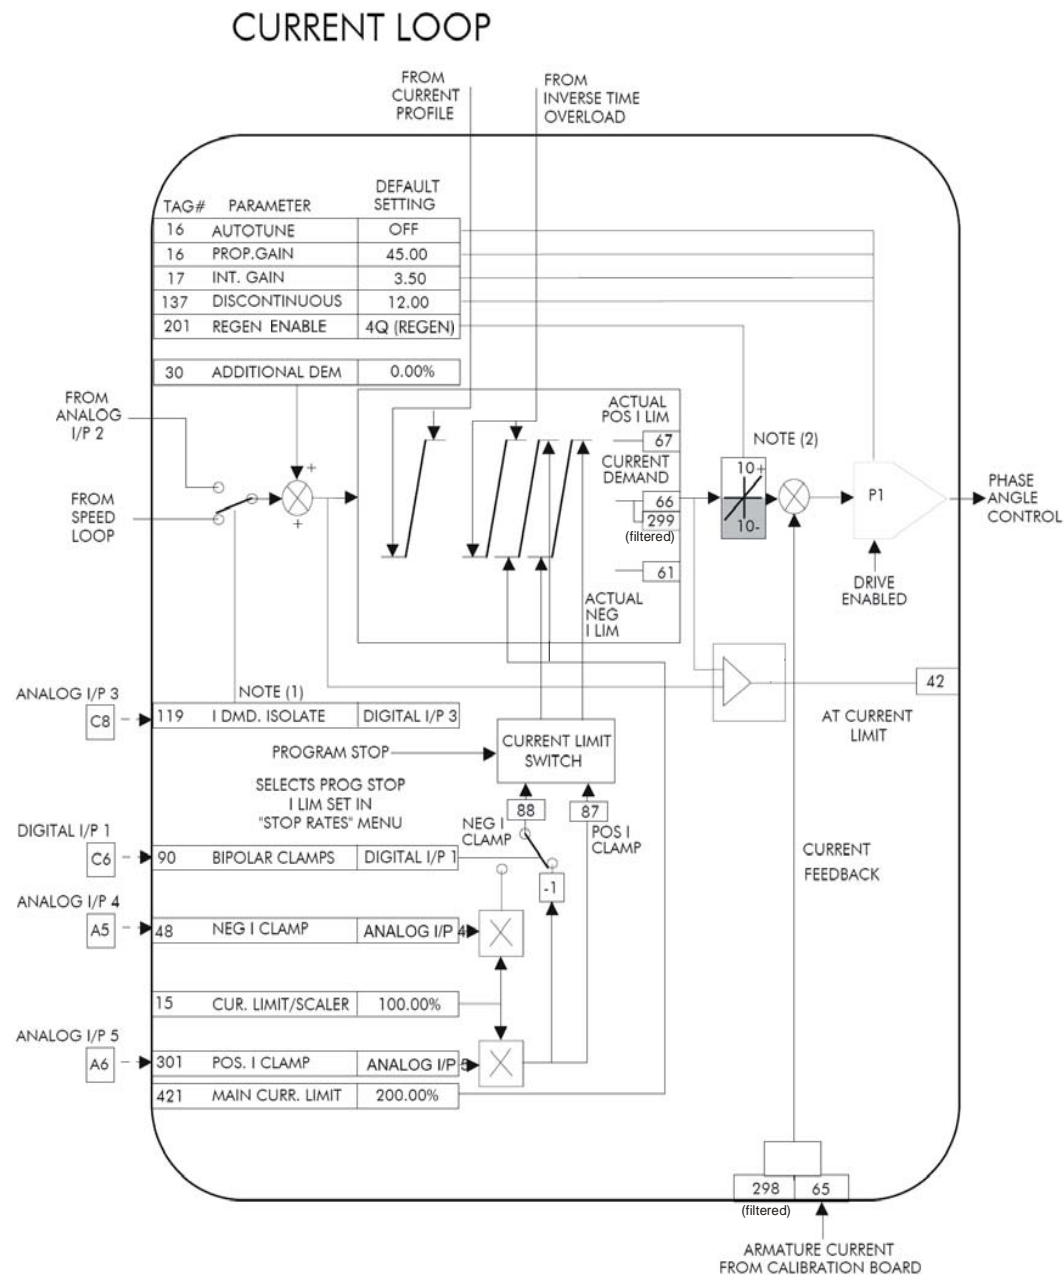 CURRENT LOOP
FROM
CURRENT
PROFILE
FROM
INVERSE TIME
OVERLOAD
TAG# PARAMETER DEFAULT SETTING
16 AUTOTUNE OFF
16 PROP.GAIN 45.00
17 INT. GAIN 3.50
137 DISCONTINUOUS 12.00
201 REGEN ENABLE 4Q (REGEN)
30 ADDITIONAL DEM 0.00%
FROM
ANALOG
I/P 2
FROM
SPEED
LOOP
+
+
ACTUAL
POS I LIM
67
CURRENT
DEMAND
66
299
(filtered)
61
ACTUAL
NEG
I LIM
NOTE (2)
10+
10-
P1
PHASE
ANGLE
CONTROL
DRIVE
ENABLED
42
AT CURRENT
LIMIT
ANALOG I/P 3
C8
NOTE (1)
119 I DMD. ISOLATE DIGITAL I/P 3
PROGRAM STOP
CURRENT LIMIT
SWITCH
SELECTS PROG STOP
I LIM SET IN
"STOP RATES" MENU
88
87
NEG I
CLAMP
POS I
CLAMP
DIGITAL I/P 1
C6
90 BIPOLAR CLAMPS DIGITAL I/P 1
-1
CURRENT
FEEDBACK
ANALOG I/P 4
A5
48 NEG I CLAMP ANALOG I/P 4
15 CUR. LIMIT/SCALER 100.00%
ANALOG I/P 5
A6
301 POS. I CLAMP ANALOG I/P 5
421 MAIN CURR. LIMIT 200.00%
298 65
(filtered)
ARMATURE CURRENT
FROM CALIBRATION BOARD